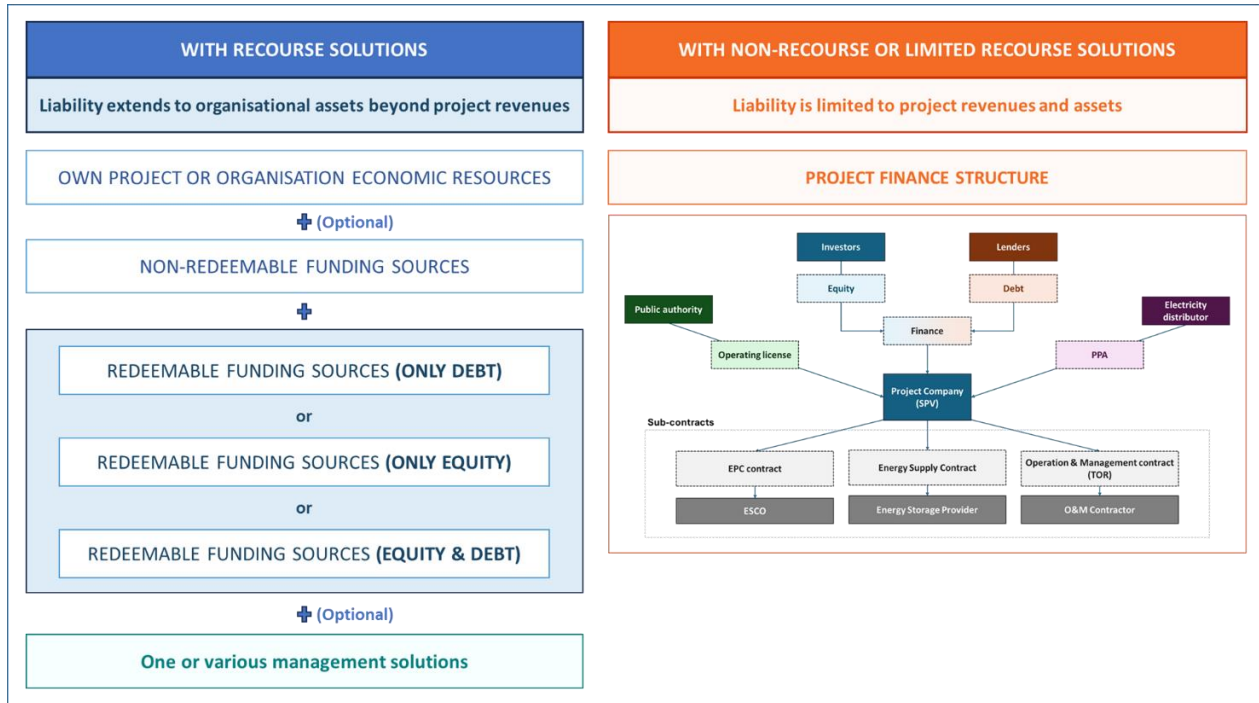 WITH RECOURSE SOLUTIONS
Liability extends to organisational assets beyond project revenues
OWN PROJECT OR ORGANISATION ECONOMIC RESOURCES
+ (Optional)
NON-REDEEMABLE FUNDING SOURCES
+
REDEEMABLE FUNDING SOURCES (ONLY DEBT)
or
REDEEMABLE FUNDING SOURCES (ONLY EQUITY)
or
REDEEMABLE FUNDING SOURCES (EQUITY & DEBT)
+ (Optional)
One or various management solutions
WITH NON-RECOURSE OR LIMITED RECOURSE SOLUTIONS
Liability is limited to project revenues and assets
PROJECT FINANCE STRUCTURE
Investors
Lenders
Equity
Debt
Public authority
Electricity
distributor
Finance
Operating license
PPA
Project Company
(SPV)
Sub-contracts
EPC contract
Energy Supply Contract
Operation & Management contract
(TOR)
ESCO
Energy Storage Provider
O&M Contractor